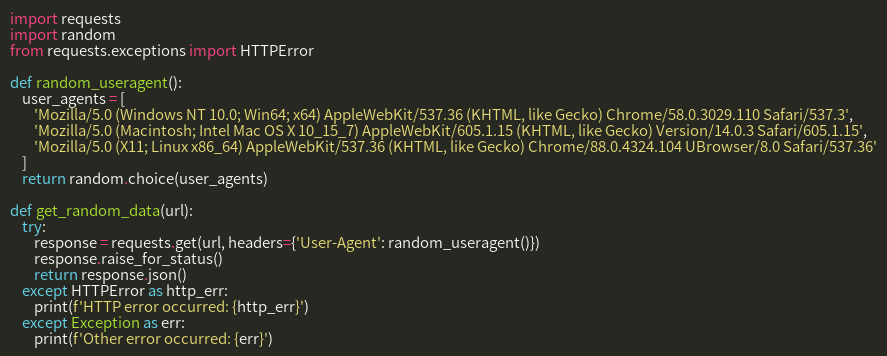 import requests
import random
from requests.exceptions import HTTPError

def random_useragent():
    user_agents = [
        'Mozilla/5.0 (Windows NT 10.0; Win64; x64) AppleWebKit/537.36 (KHTML, like Gecko) Chrome/58.0.3029.110 Safari/537.3',
        'Mozilla/5.0 (Macintosh; Intel Mac OS X 10_15_7) AppleWebKit/605.1.15 (KHTML, like Gecko) Version/14.0.3 Safari/605.1.15',
        'Mozilla/5.0 (X11; Linux x86_64) AppleWebKit/537.36 (KHTML, like Gecko) Chrome/88.0.4324.104 UBrowser/8.0 Safari/537.36'
    ]
    return random.choice(user_agents)

def get_random_data(url):
    try:
        response = requests.get(url, headers={'User-Agent': random_useragent()})
        response.raise_for_status()
        return response.json()
    except HTTPError as http_err:
        print(f'HTTP error occurred: {http_err}')
    except Exception as err:
        print(f'Other error occurred: {err}')